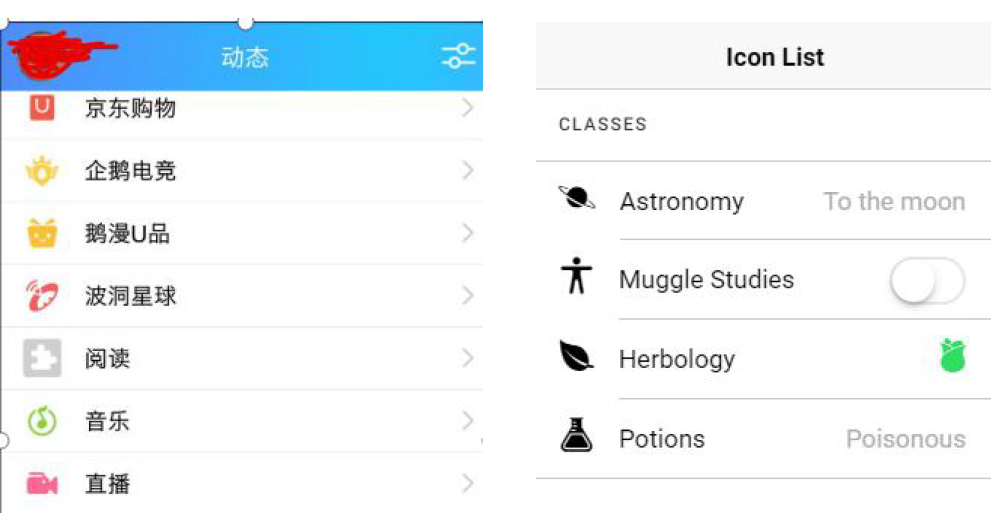 动态
京东购物
企鹅电竞
鹅漫U品
波洞星球
阅读
音乐
直播
Icon List
CLASSES
Astronomy To the moon
Muggle Studies
Herbology
Potions Poisonous